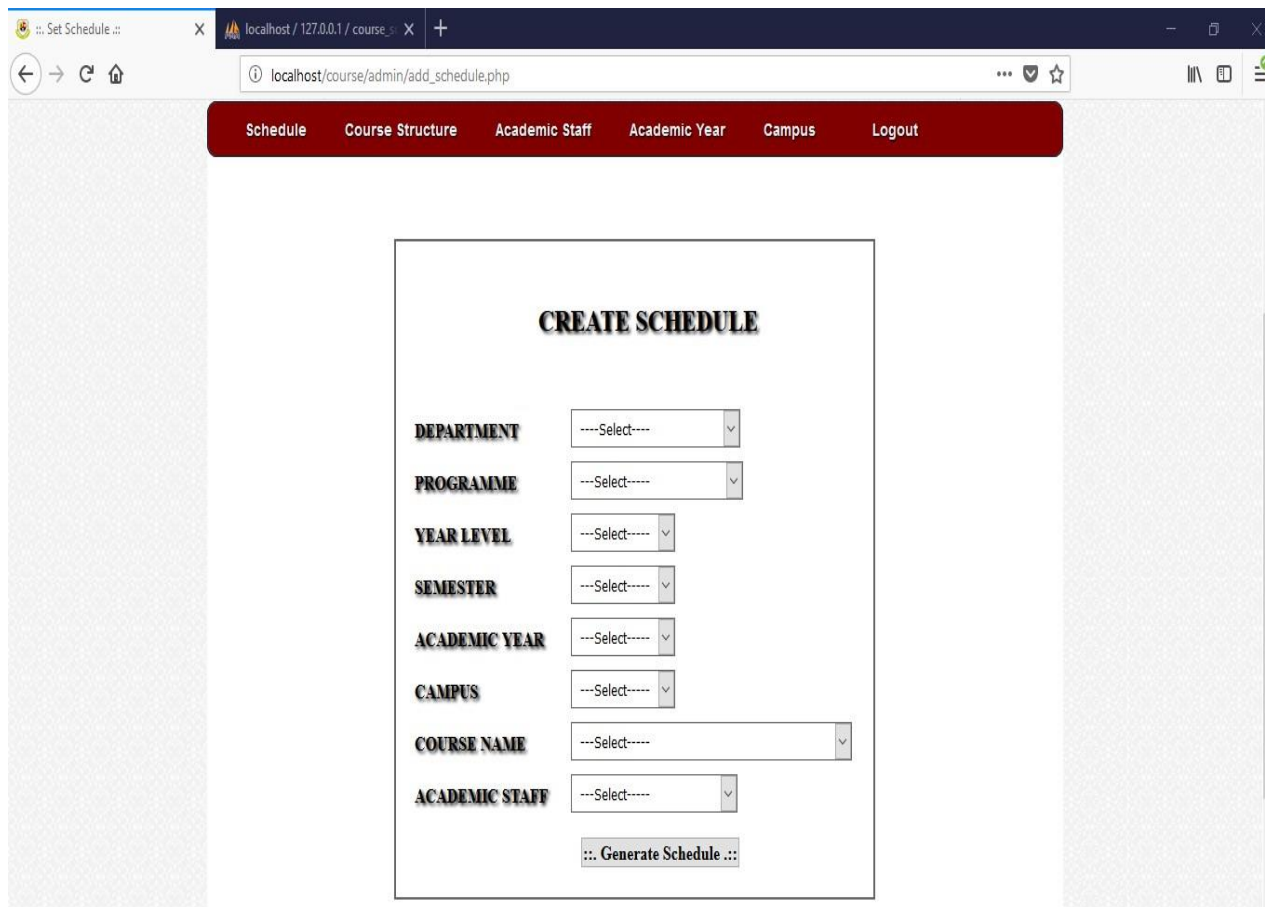 ::. Set Schedule .::
localhost / 127.0.0.1 / course_s
localhost/course/admin/add_schedule.php
Schedule Course Structure Academic Staff Academic Year Campus Logout
CREATE SCHEDULE
DEPARTMENT ----Select----
PROGRAMME ---Select-----
YEAR LEVEL ---Select-----
SEMESTER ---Select-----
ACADEMIC YEAR ---Select-----
CAMPUS ---Select-----
COURSE NAME ---Select-----
ACADEMIC STAFF ---Select-----
::. Generate Schedule .::